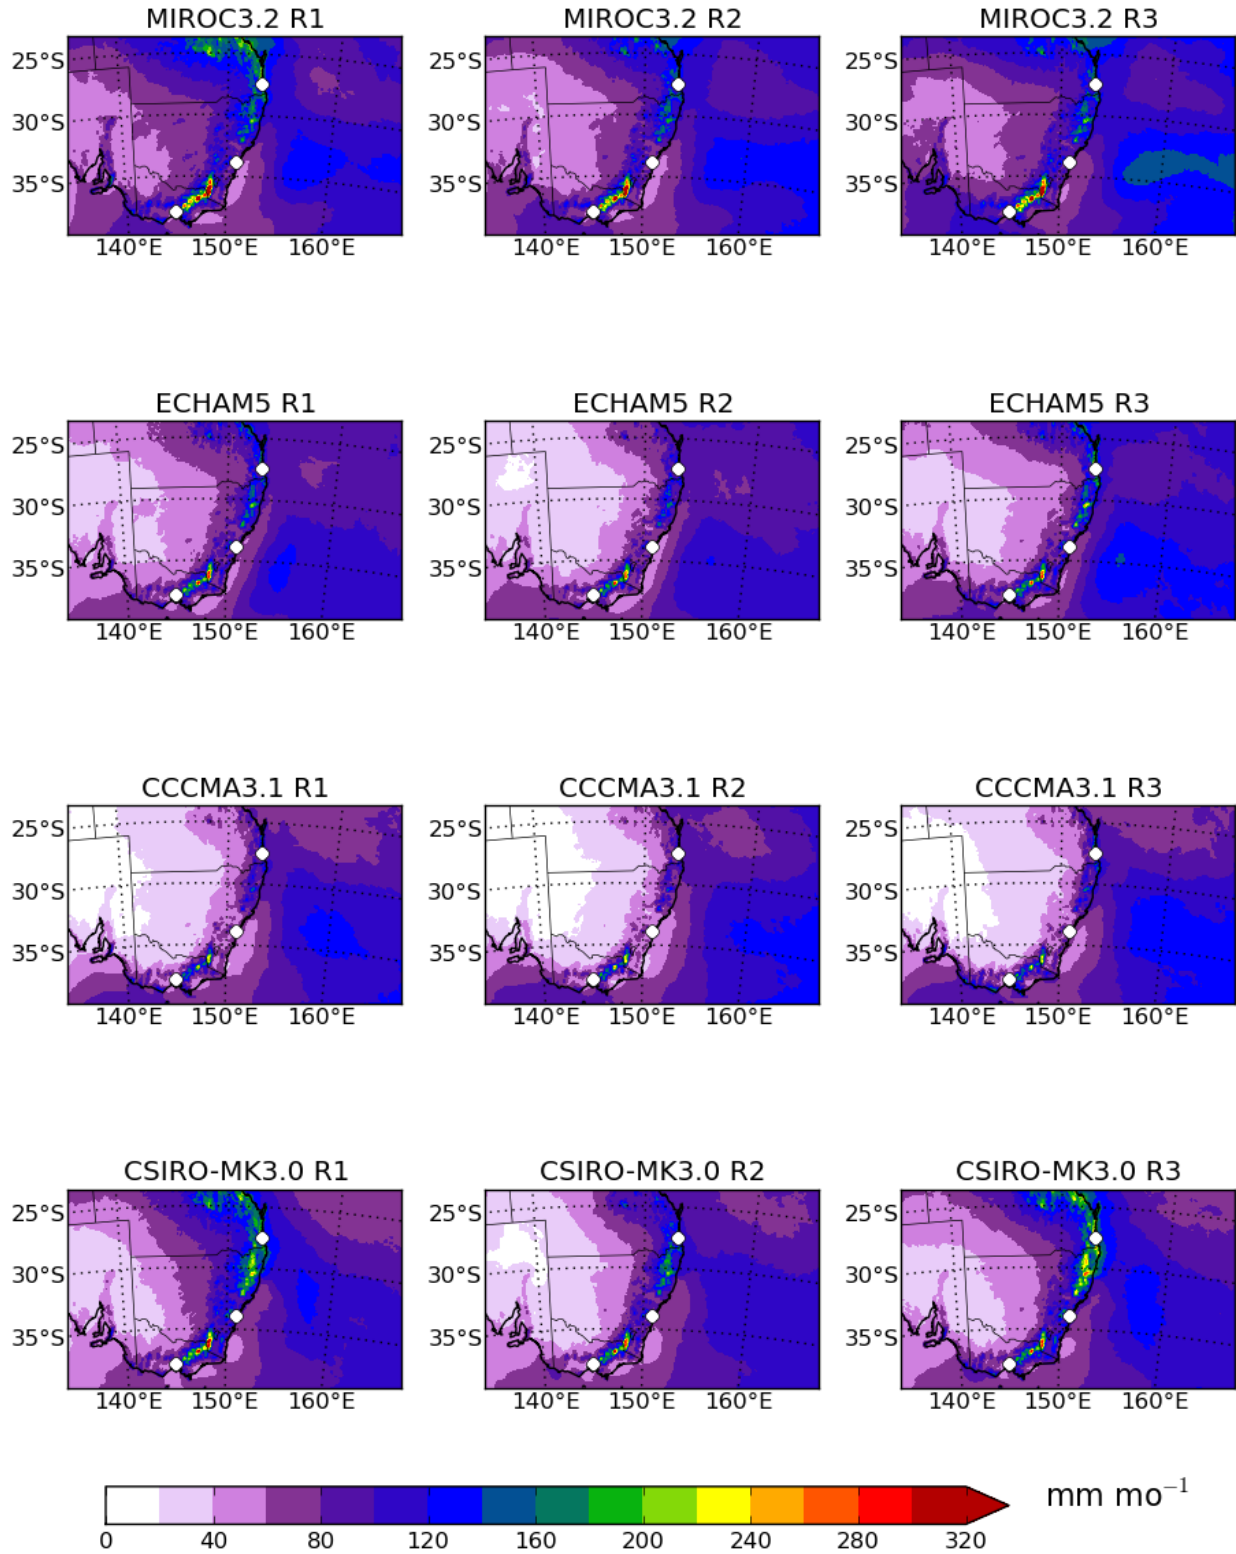 MIROC3.2 R1 MIROC3.2 R2 MIROC3.2 R3
25°S 25°S 25°S
30°S 30°S 30°S
35°S 35°S 35°S
140°E 150°E 160°E 140°E 150°E 160°E 140°E 150°E 160°E
ECHAM5 R1 ECHAM5 R2 ECHAM5 R3
25°S 25°S 25°S
30°S 30°S 30°S
35°S 35°S 35°S
140°E 150°E 160°E 140°E 150°E 160°E 140°E 150°E 160°E
CCCMA3.1 R1 CCCMA3.1 R2 CCCMA3.1 R3
25°S 25°S 25°S
30°S 30°S 30°S
35°S 35°S 35°S
140°E 150°E 160°E 140°E 150°E 160°E 140°E 150°E 160°E
CSIRO-MK3.0 R1 CSIRO-MK3.0 R2 CSIRO-MK3.0 R3
25°S 25°S 25°S
30°S 30°S 30°S
35°S 35°S 35°S
140°E 150°E 160°E 140°E 150°E 160°E 140°E 150°E 160°E
mm mo⁻¹
0 40 80 120 160 200 240 280 320